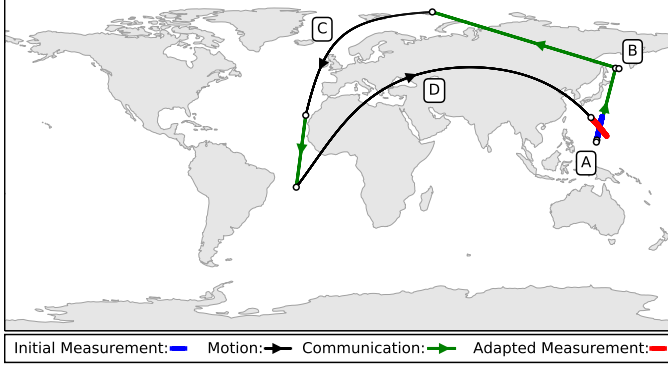 C
B
D
A
Initial Measurement: Motion: Communication: Adapted Measurement: